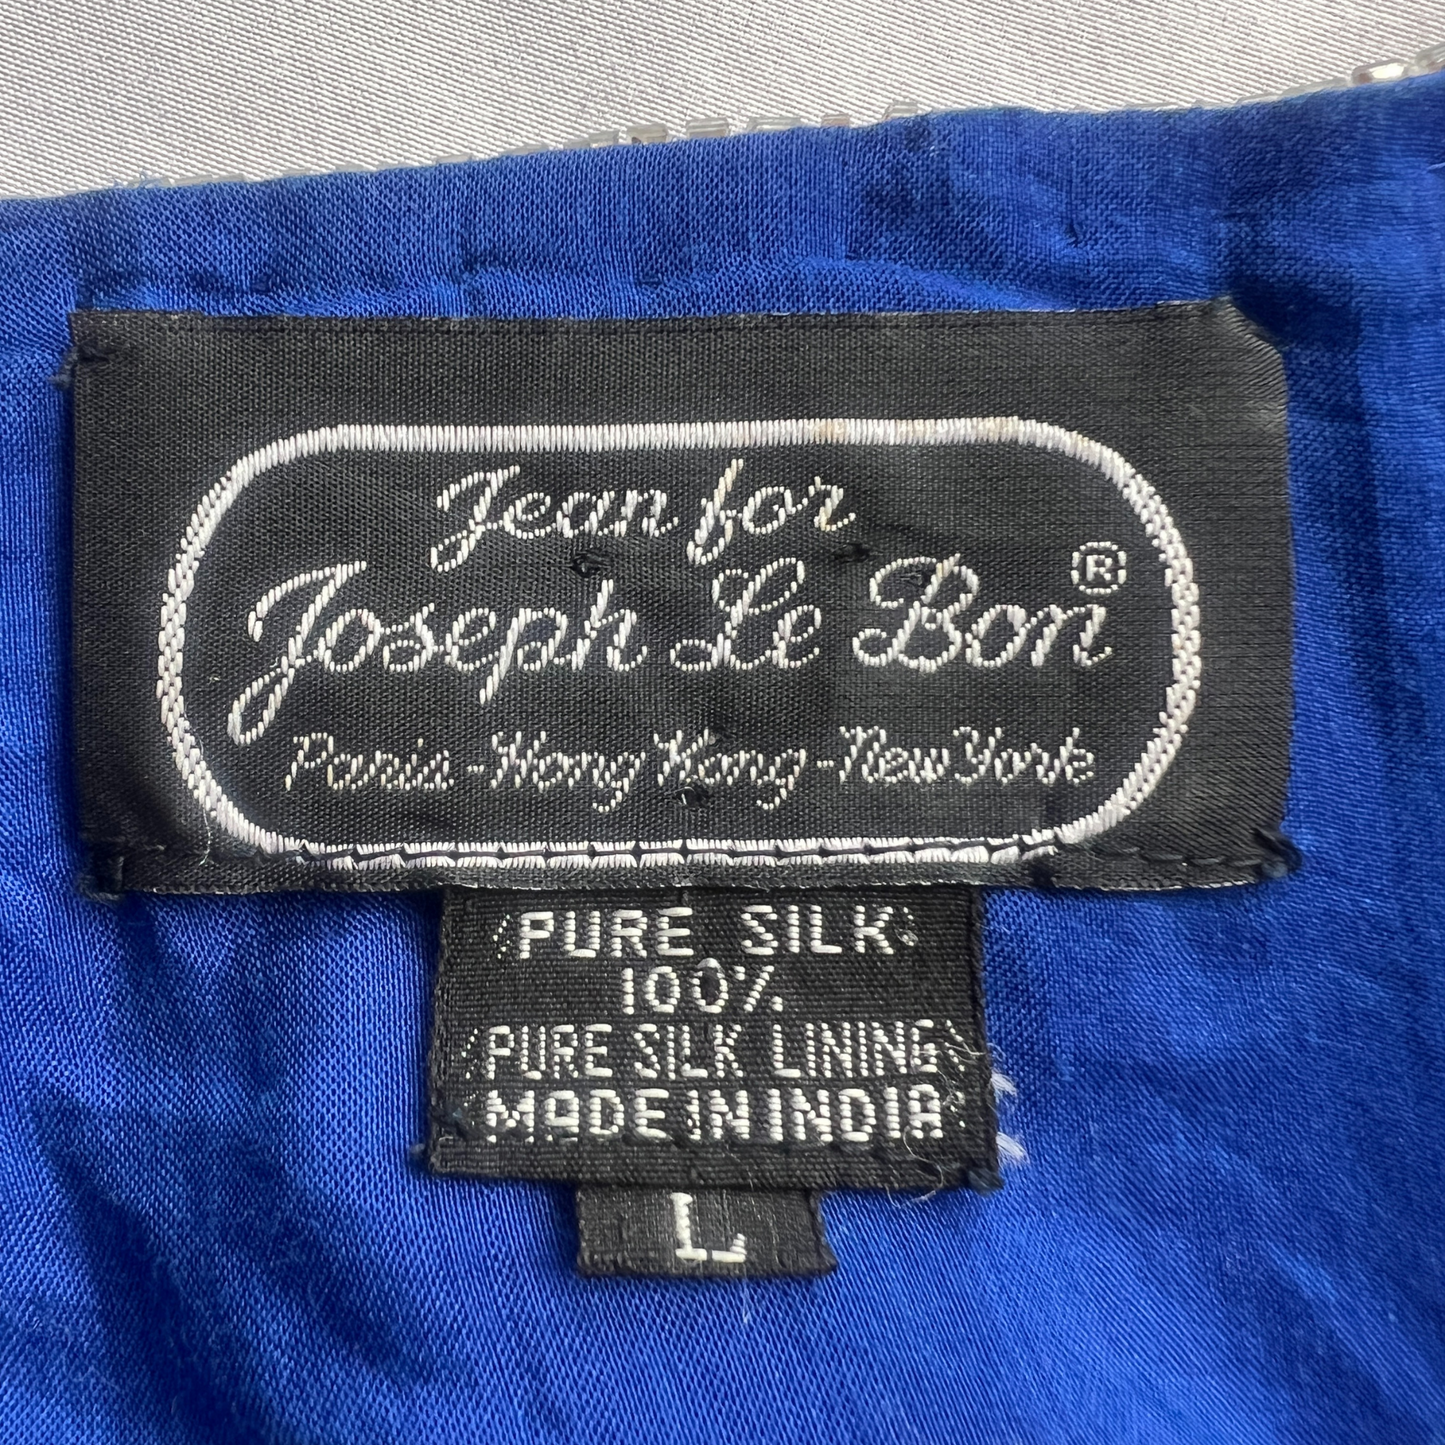 Jean for
Joseph Le Bon ®
Paris - Hong Kong - New York
PURE SILK
100%
PURE SILK LINING
MADE IN INDIA
L